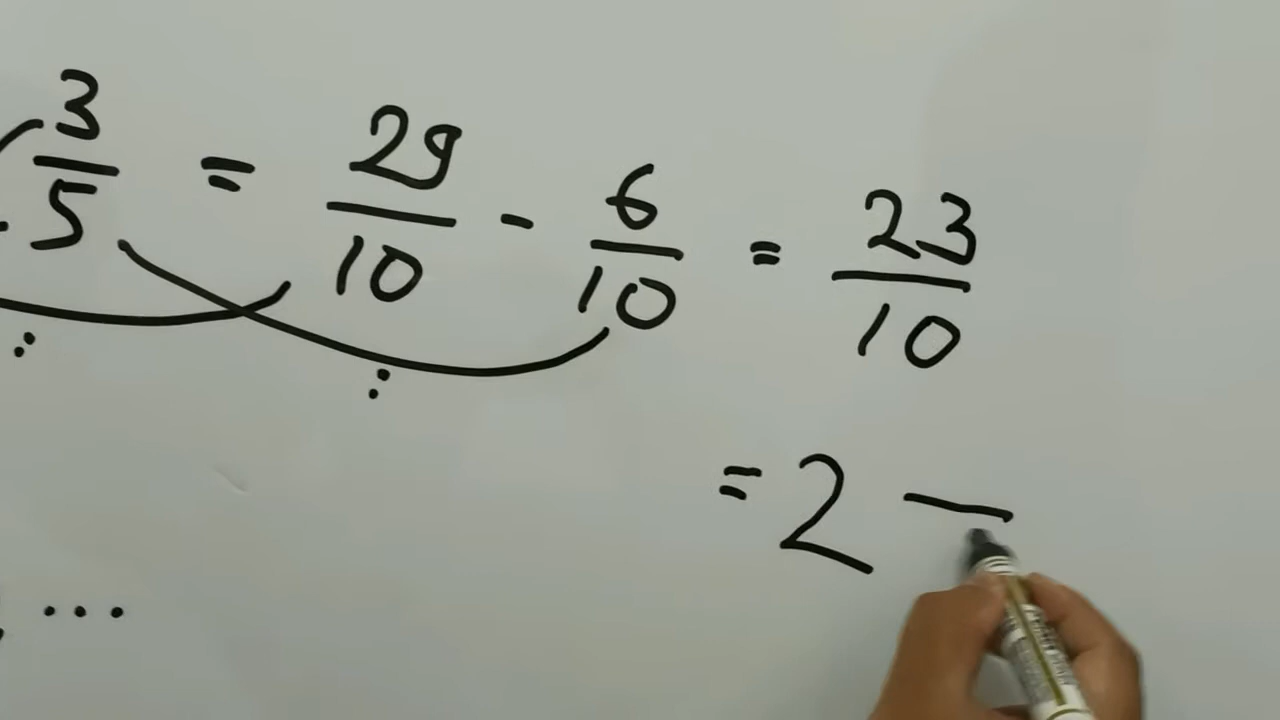 3/5 = 29/10 - 6/10 = 23/10
: :
= 2 —
...